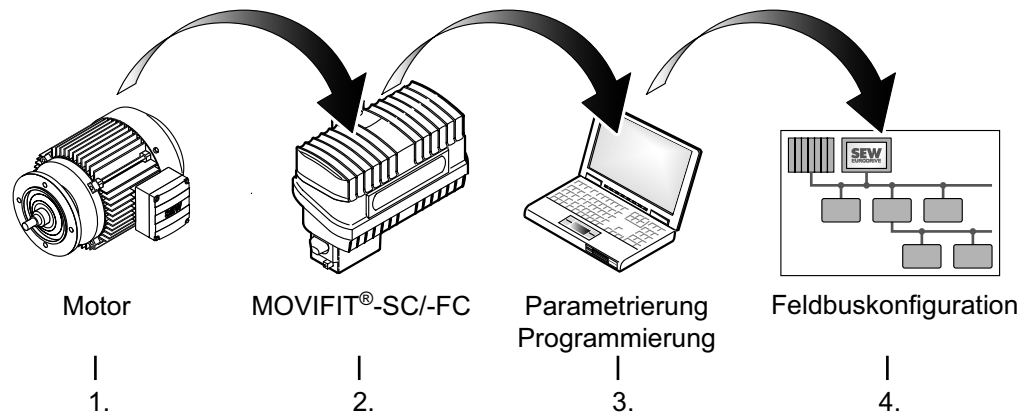 SEW
EURODRIVE
Motor
MOVIFIT®-SC/-FC
Parametrierung
Programmierung
Feldbuskonfiguration
1.
2.
3.
4.